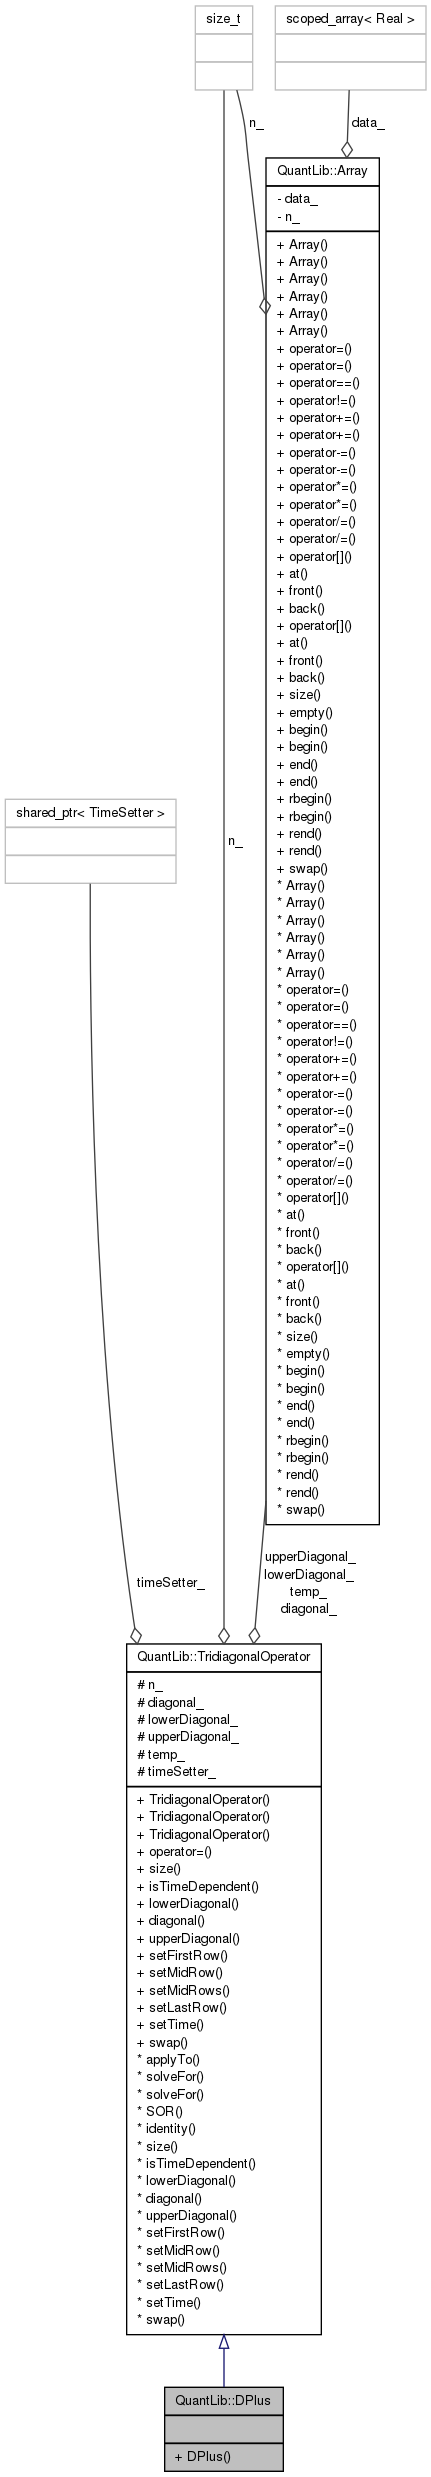 size_t
scoped_array< Real >
n_
data_
QuantLib::Array
- data_
- n_
+ Array()
+ Array()
+ Array()
+ Array()
+ Array()
+ Array()
+ operator=()
+ operator=()
+ operator==()
+ operator!=()
+ operator+=()
+ operator+=()
+ operator-=()
+ operator-=()
+ operator*=()
+ operator*=()
+ operator/=()
+ operator/=()
+ operator[]()
+ at()
+ front()
+ back()
+ operator[]()
+ at()
+ front()
+ back()
+ size()
+ empty()
+ begin()
+ begin()
+ end()
+ end()
+ rbegin()
+ rbegin()
+ rend()
+ rend()
+ swap()
* Array()
* Array()
* Array()
* Array()
* Array()
* Array()
* operator=()
* operator=()
* operator==()
* operator!=()
* operator+=()
* operator+=()
* operator-=()
* operator-=()
* operator*=()
* operator*=()
* operator/=()
* operator/=()
* operator[]()
* at()
* front()
* back()
* operator[]()
* at()
* front()
* back()
* size()
* empty()
* begin()
* begin()
* end()
* end()
* rbegin()
* rbegin()
* rend()
* rend()
* swap()
shared_ptr< TimeSetter >
n_
timeSetter_
upperDiagonal_
lowerDiagonal_
temp_
diagonal_
QuantLib::TridiagonalOperator
# n_
# diagonal_
# lowerDiagonal_
# upperDiagonal_
# temp_
# timeSetter_
+ TridiagonalOperator()
+ TridiagonalOperator()
+ TridiagonalOperator()
+ operator=()
+ size()
+ isTimeDependent()
+ lowerDiagonal()
+ diagonal()
+ upperDiagonal()
+ setFirstRow()
+ setMidRow()
+ setMidRows()
+ setLastRow()
+ setTime()
+ swap()
* applyTo()
* solveFor()
* solveFor()
* SOR()
* identity()
* size()
* isTimeDependent()
* lowerDiagonal()
* diagonal()
* upperDiagonal()
* setFirstRow()
* setMidRow()
* setMidRows()
* setLastRow()
* setTime()
* swap()
QuantLib::DPlus
+ DPlus()